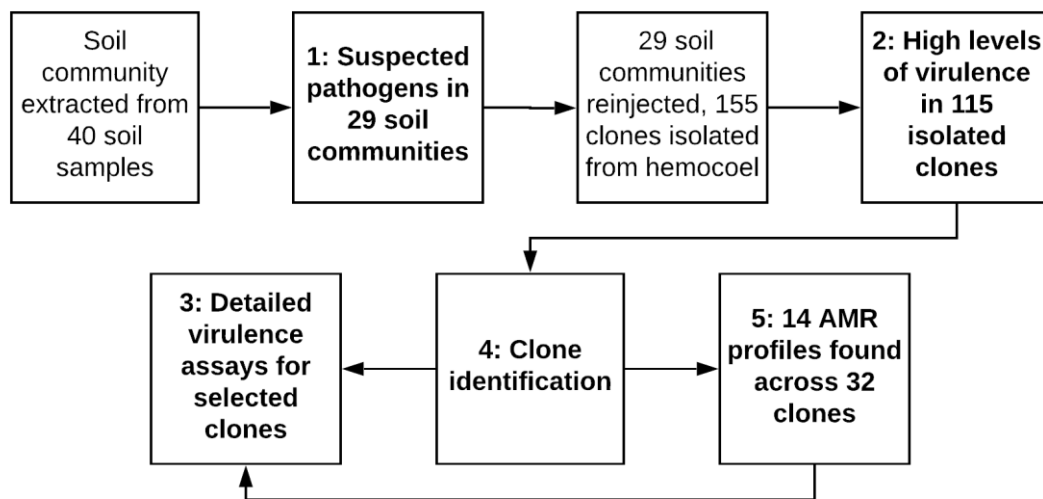 Soil
community
extracted from
40 soil
samples
1: Suspected
pathogens in
29 soil
communities
29 soil
communities
reinjected, 155
clones isolated
from hemocoel
2: High levels
of virulence
in 115
isolated
clones
3: Detailed
virulence
assays for
selected
clones
4: Clone
identification
5: 14 AMR
profiles found
across 32
clones